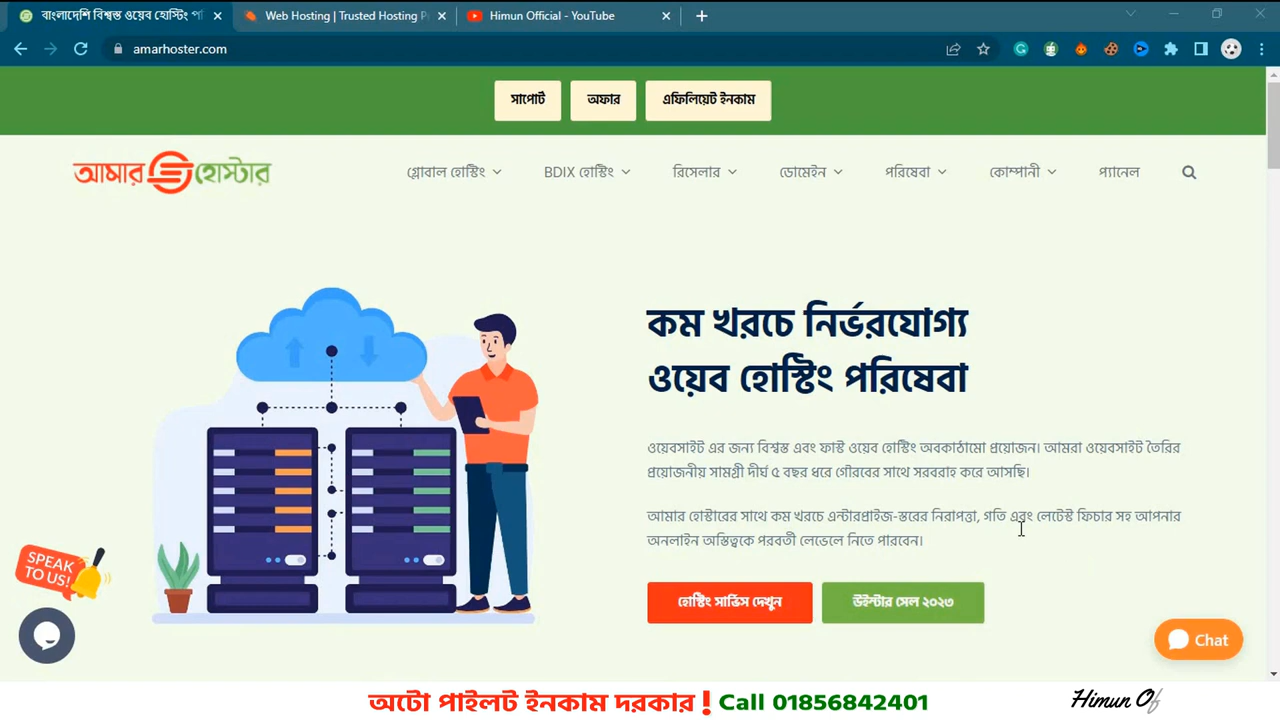 বাংলাদেশি বিশ্বস্ত ওয়েব হোস্টিং পা
Web Hosting | Trusted Hosting P
Himun Official - YouTube
amarhoster.com
সাপোর্ট
অফার
এফিলিয়েট ইনকাম
আমার হোস্টার
গ্লোবাল হোস্টিং
BDIX হোস্টিং
রিসেলার
ডোমেইন
পরিষেবা
কোম্পানী
প্যানেল
কম খরচে নির্ভরযোগ্য
ওয়েব হোস্টিং পরিষেবা
ওয়েবসাইট এর জন্য বিশ্বস্ত এবং ফাস্ট ওয়েব হোস্টিং অবকাঠামো প্রয়োজন। আমরা ওয়েবসাইট তৈরির
প্রয়োজনীয় সামগ্রী দীর্ঘ ৫ বছর ধরে গৌরবের সাথে সরবরাহ করে আসছি।
আমার হোস্টারের সাথে কম খরচে এন্টারপ্রাইজ-স্তরের নিরাপত্তা, গতি এবং লেটেস্ট ফিচার সহ আপনার
অনলাইন অস্তিত্বকে পরবর্তী লেভেলে নিতে পারবেন।
হোস্টিং সার্ভিস দেখুন
উইন্টার সেল ২০২৩
SPEAK
TO US!
Chat
অটো পাইলট ইনকাম দরকার ! Call 01856842401
Himun Of